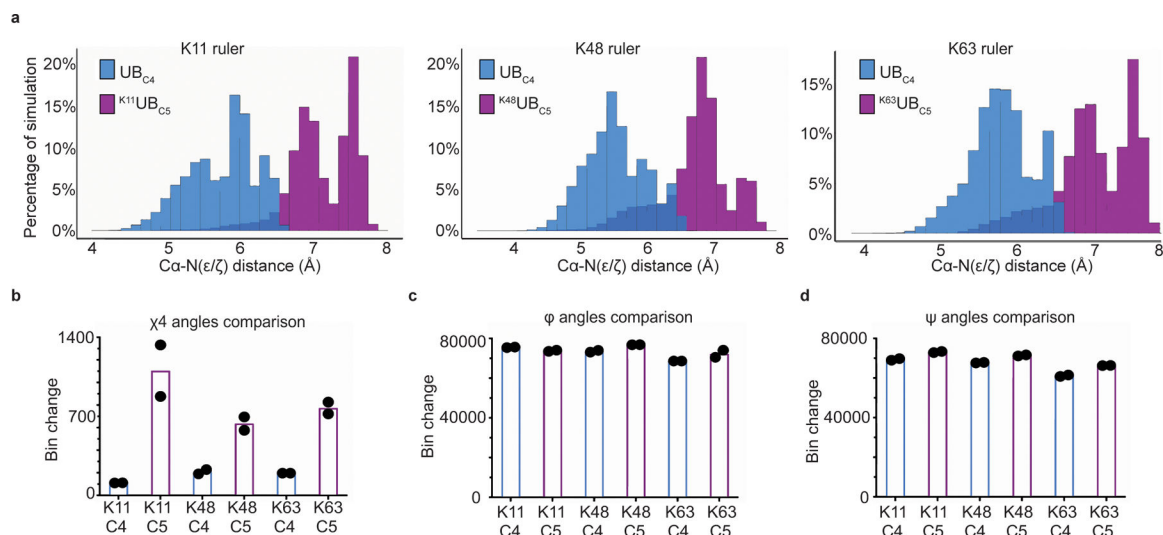 a
K11 ruler
K48 ruler
K63 ruler
Percentage of simulation
20%
15%
10%
5%
0%
UBC4
K11UBC5
4 5 6 7 8
Cα-N(ε/ζ) distance (Å)
20%
15%
10%
5%
0%
UBC4
K48UBC5
4 5 6 7 8
Cα-N(ε/ζ) distance (Å)
15%
10%
5%
0%
UBC4
K63UBC5
4 5 6 7 8
Cα-N(ε/ζ) distance (Å)
b
χ4 angles comparison
Bin change
1400
700
0
K11 K11 K48 K48 K63 K63
C4 C5 C4 C5 C4 C5
c
φ angles comparison
Bin change
80000
40000
0
K11 K11 K48 K48 K63 K63
C4 C5 C4 C5 C4 C5
d
ψ angles comparison
Bin change
80000
40000
0
K11 K11 K48 K48 K63 K63
C4 C5 C4 C5 C4 C5